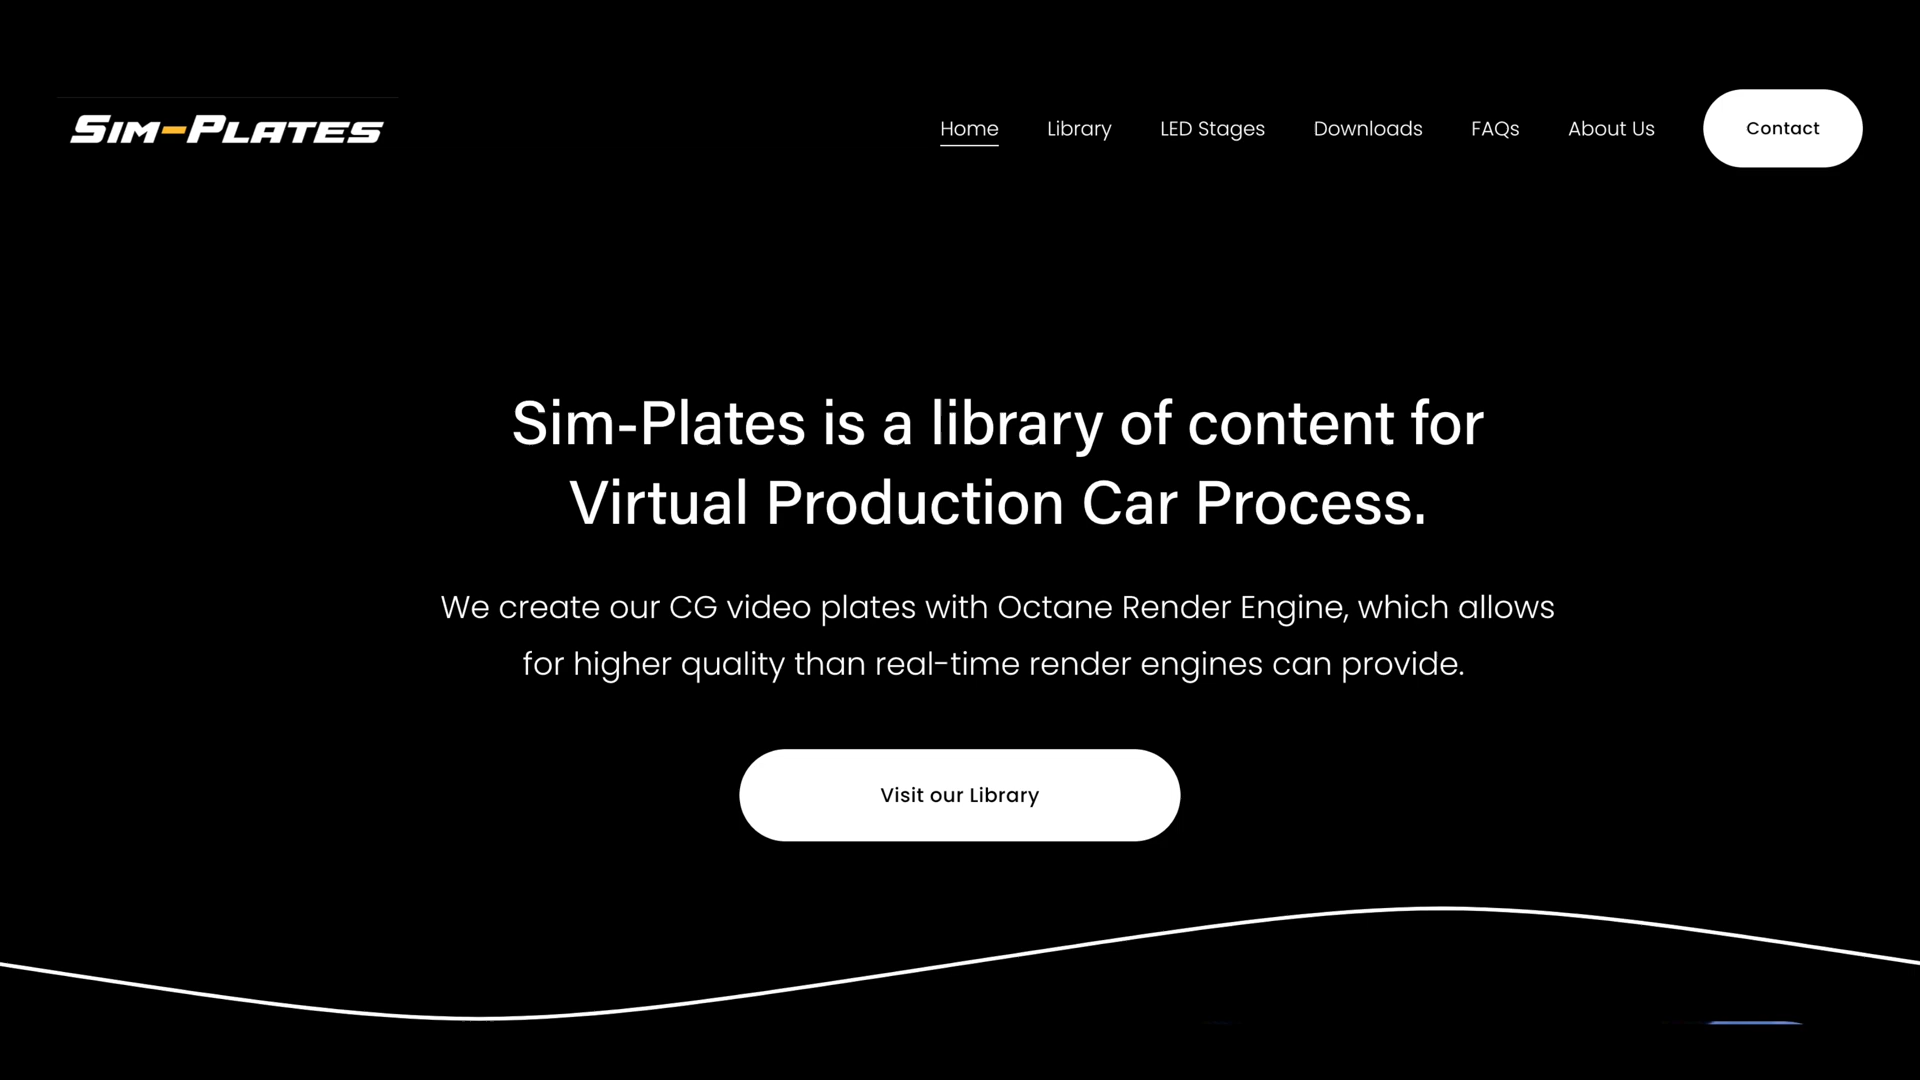 SIM-PLATES
Home
Library
LED Stages
Downloads
FAQs
About Us
Contact
Sim-Plates is a library of content for
Virtual Production Car Process.
We create our CG video plates with Octane Render Engine, which allows
for higher quality than real-time render engines can provide.
Visit our Library